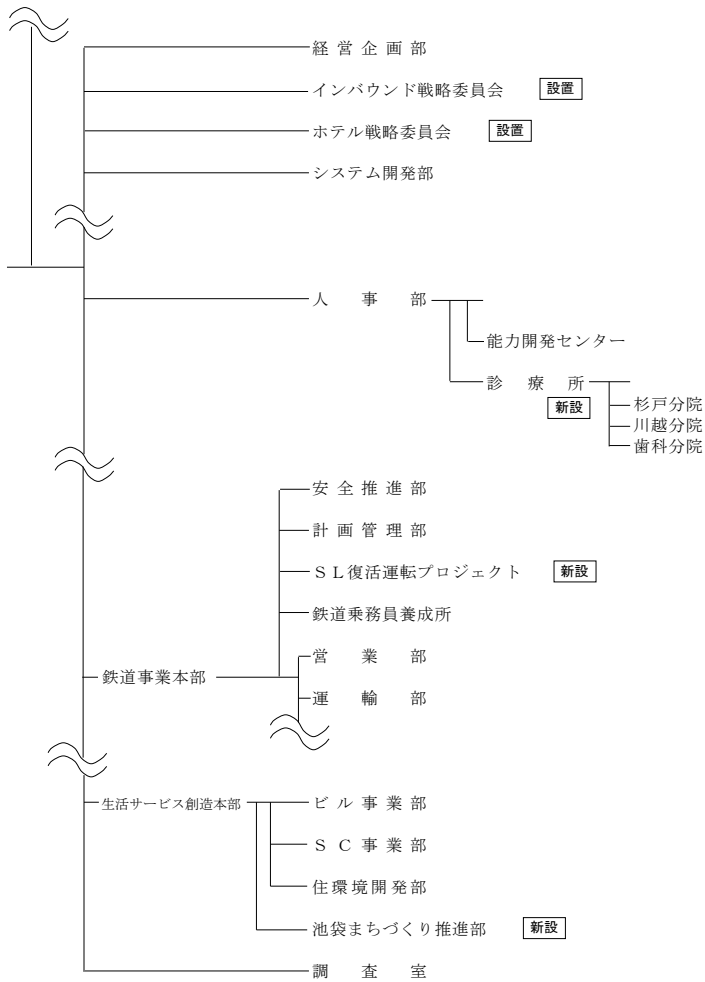 経営企画部
インバウンド戦略委員会 設置
ホテル戦略委員会 設置
システム開発部
人事部
能力開発センター
診療所
新設
杉戸分院
川越分院
歯科分院
安全推進部
計画管理部
ＳＬ復活運転プロジェクト 新設
鉄道乗務員養成所
営業部
鉄道事業本部
運輸部
生活サービス創造本部 ビル事業部
ＳＣ事業部
住環境開発部
池袋まちづくり推進部 新設
調査室